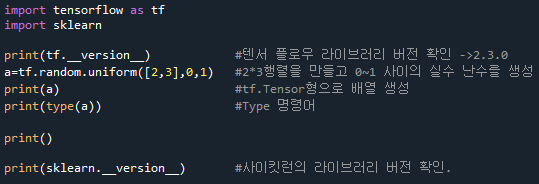 import tensorflow as tf
import sklearn
print(tf.__version__) #텐서 플로우 라이브러리 버전 확인 ->2.3.0
a=tf.random.uniform([2,3],0,1) #2*3행렬을 만들고 0~1 사이의 실수 난수를 생성
print(a) #tf.Tensor형으로 배열 생성
print(type(a)) #Type 명령어
print()
print(sklearn.__version__) #사이킷런의 라이브러리 버전 확인.